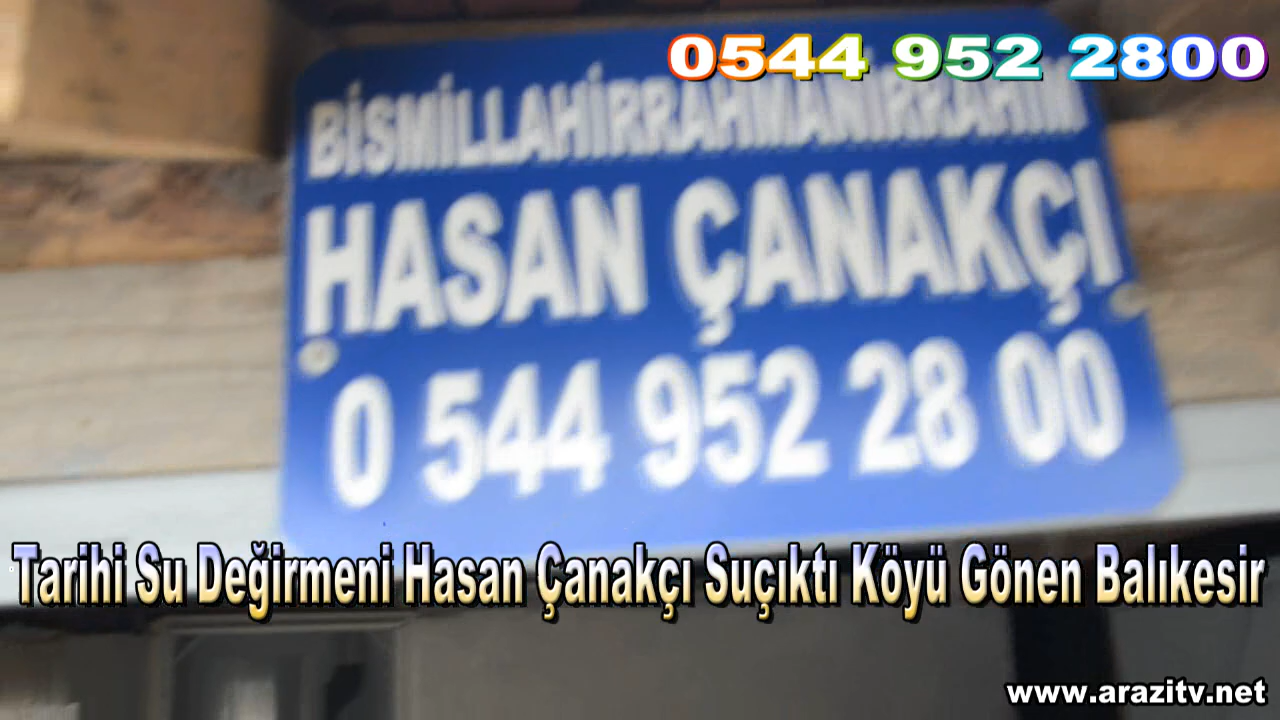 0544 952 2800
BİSMİLLAHİRRAHMANİRRAHİM
HASAN ÇANAKÇI
0 544 952 28 00
Tarihi Su Değirmeni Hasan Çanakçı Suçıktı Köyü Gönen Balıkesir
www.arazitv.net